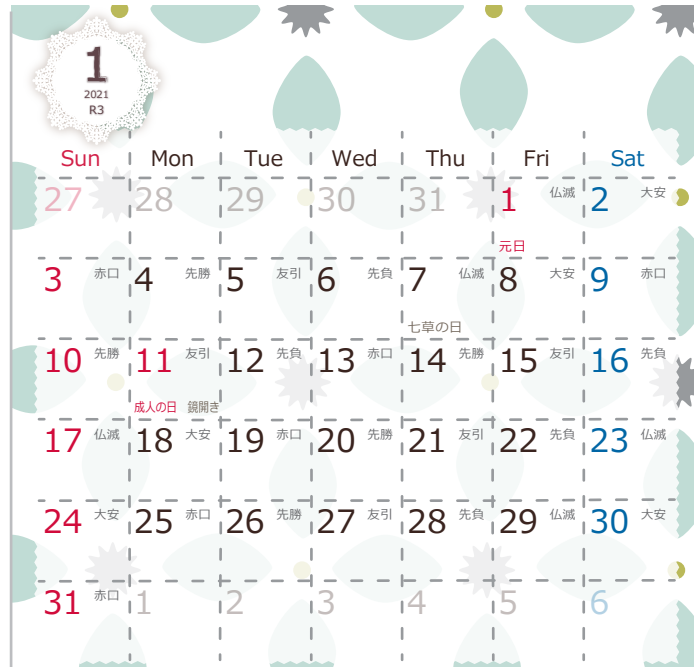 1
2021
R3
Sun Mon Tue Wed Thu Fri Sat
27 28 29 30 31 1 仏滅 2 大安
元日
3 赤口 4 先勝 5 友引 6 先負 7 仏滅 8 大安 9 赤口
七草の日
10 先勝 11 友引 12 先負 13 赤口 14 先勝 15 友引 16 先負
成人の日 鏡開き
17 仏滅 18 大安 19 赤口 20 先勝 21 友引 22 先負 23 仏滅
24 大安 25 赤口 26 先勝 27 友引 28 先負 29 仏滅 30 大安
31 赤口 1 2 3 4 5 6